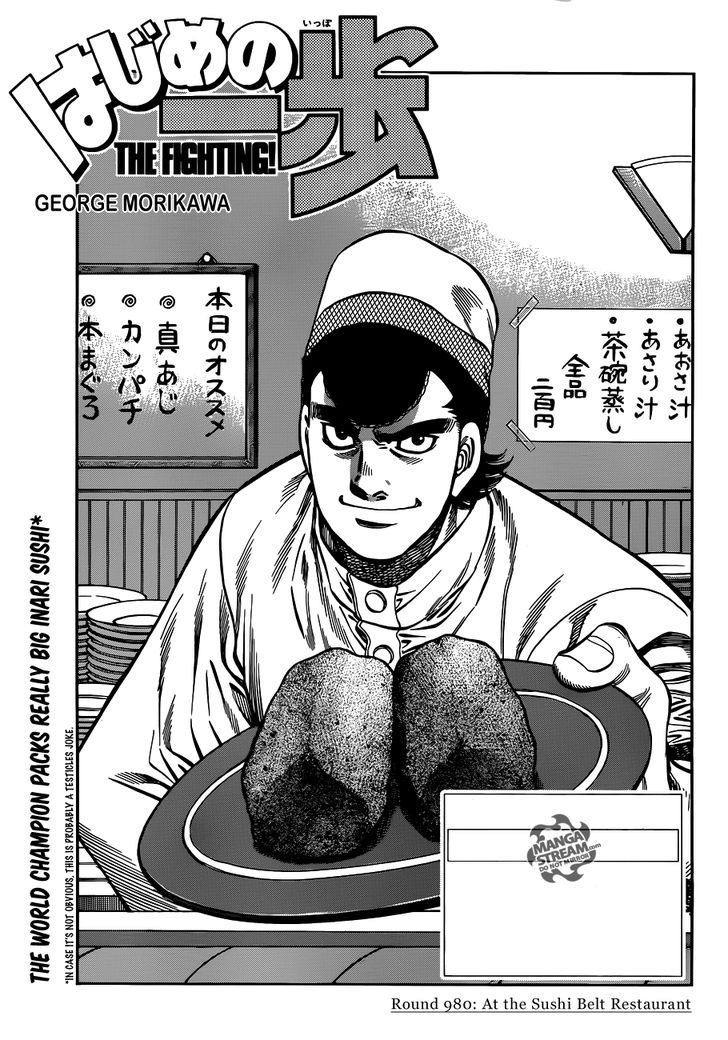 はじめの
いっぽ
一歩
THE FIGHTING!
GEORGE MORIKAWA
・あおさ汁
・あさり汁
・茶碗蒸し
全品
二百円
本日のオススメ
真あじ
カンパチ
本まぐろ
THE WORLD CHAMPION PACKS REALLY BIG INARI SUSHI*
*IN CASE IT'S NOT OBVIOUS, THIS IS PROBABLY A TESTICLES JOKE.
MANGA
STREAM.com
DO NOT MIRROR
Round 980: At the Sushi Belt Restaurant